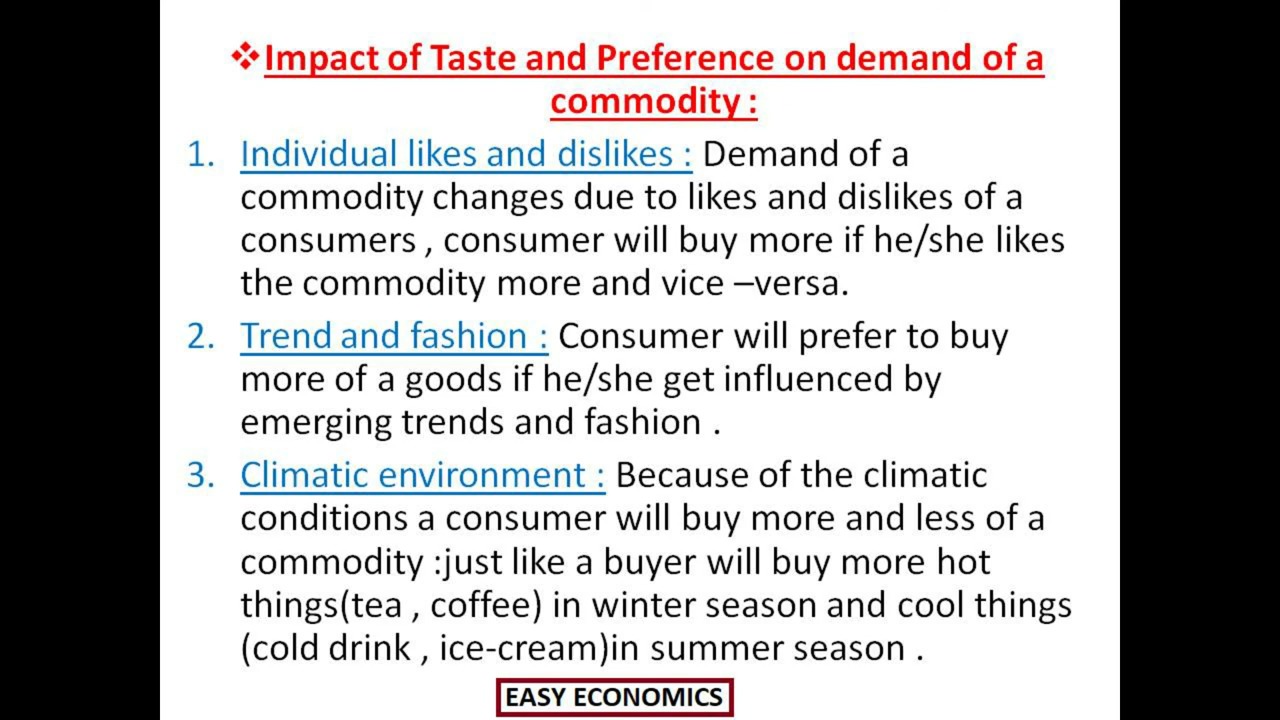 ❖Impact of Taste and Preference on demand of a
commodity :
1. Individual likes and dislikes : Demand of a
commodity changes due to likes and dislikes of a
consumers , consumer will buy more if he/she likes
the commodity more and vice –versa.
2. Trend and fashion : Consumer will prefer to buy
more of a goods if he/she get influenced by
emerging trends and fashion .
3. Climatic environment : Because of the climatic
conditions a consumer will buy more and less of a
commodity :just like a buyer will buy more hot
things(tea , coffee) in winter season and cool things
(cold drink , ice-cream)in summer season .
EASY ECONOMICS